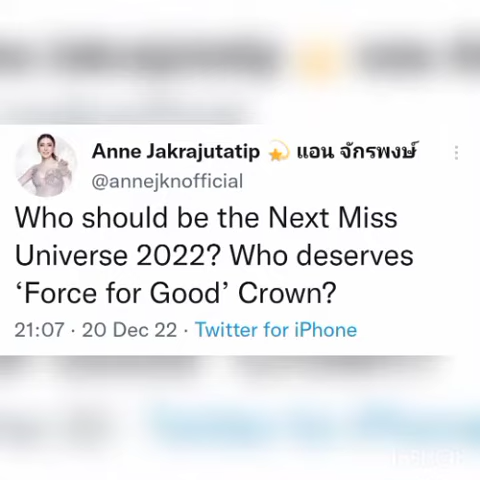 Anne Jakrajutatip 💫 แอน จักรพงษ์
@annejknofficial
Who should be the Next Miss
Universe 2022? Who deserves
‘Force for Good’ Crown?
21:07 · 20 Dec 22 · Twitter for iPhone